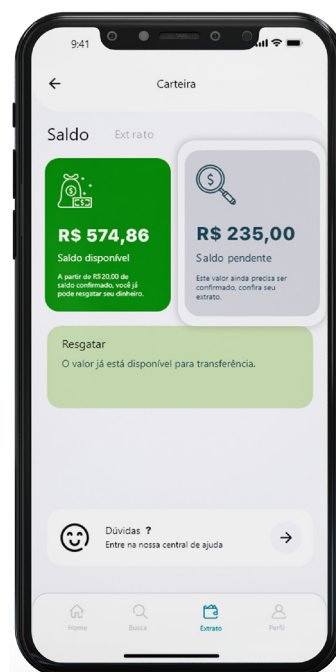 9:41
Carteira
Saldo
Extrato
R$ 574,86
Saldo disponível
A partir de R$20,00 de
saldo confirmado, você já
pode resgatar seu dinheiro.
R$ 235,00
Saldo pendente
Este valor ainda precisa ser
confirmado, confira seu
extrato.
Resgatar
O valor já está disponível para transferência.
Dúvidas ?
Entre na nossa central de ajuda
Home
Busca
Extrato
Perfil